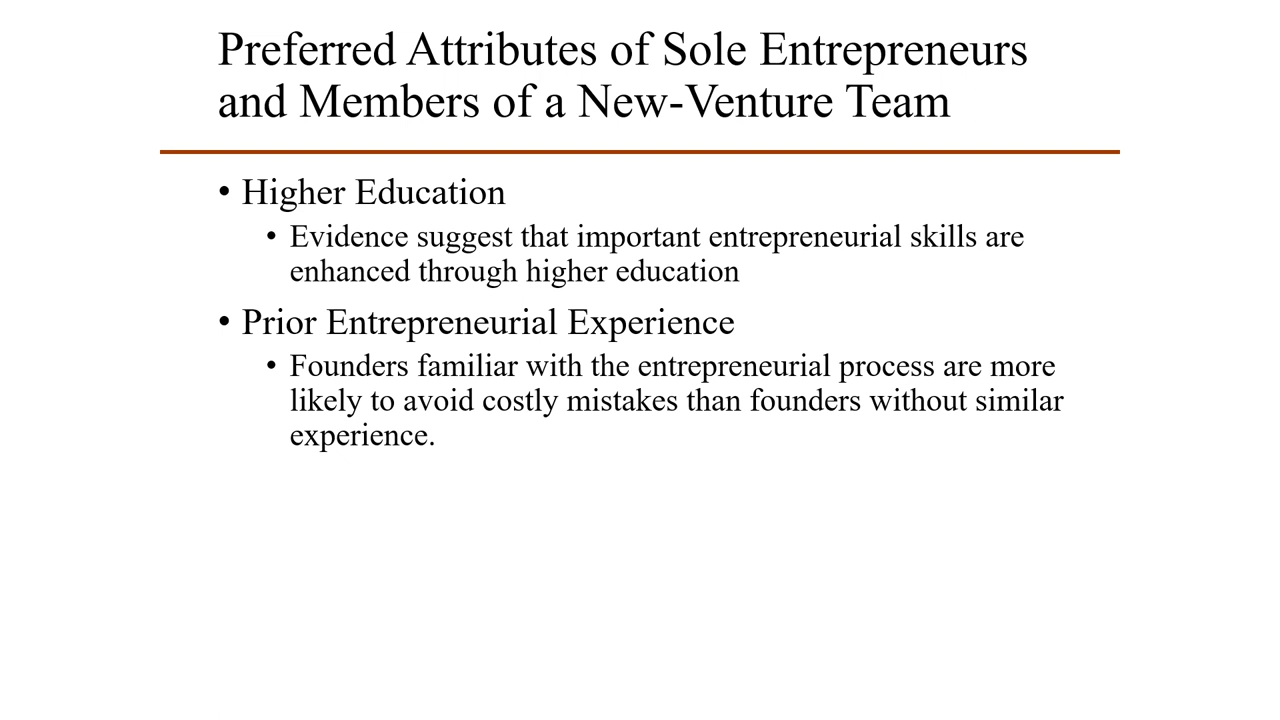 Preferred Attributes of Sole Entrepreneurs
and Members of a New-Venture Team
• Higher Education
• Evidence suggest that important entrepreneurial skills are
enhanced through higher education
• Prior Entrepreneurial Experience
• Founders familiar with the entrepreneurial process are more
likely to avoid costly mistakes than founders without similar
experience.